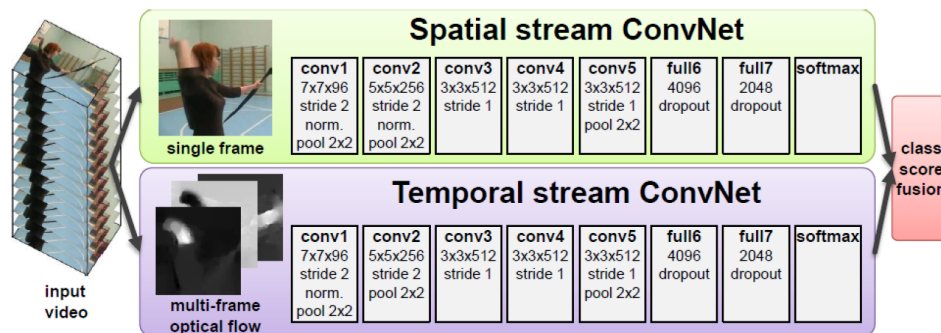 input
video
Spatial stream ConvNet
single frame
conv1
7x7x96
stride 2
norm.
pool 2x2
conv2
5x5x256
stride 2
norm.
pool 2x2
conv3
3x3x512
stride 1
conv4
3x3x512
stride 1
conv5
3x3x512
stride 1
pool 2x2
full6
4096
dropout
full7
2048
dropout
softmax
Temporal stream ConvNet
multi-frame
optical flow
conv1
7x7x96
stride 2
norm.
pool 2x2
conv2
5x5x256
stride 2
pool 2x2
conv3
3x3x512
stride 1
conv4
3x3x512
stride 1
conv5
3x3x512
stride 1
pool 2x2
full6
4096
dropout
full7
2048
dropout
softmax
class
score
fusion